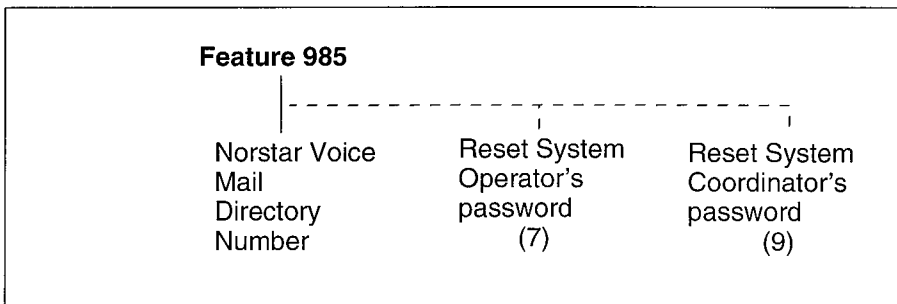 Feature 985
Norstar Voice
Mail
Directory
Number
Reset System
Operator's
password
(7)
Reset System
Coordinator's
password
(9)